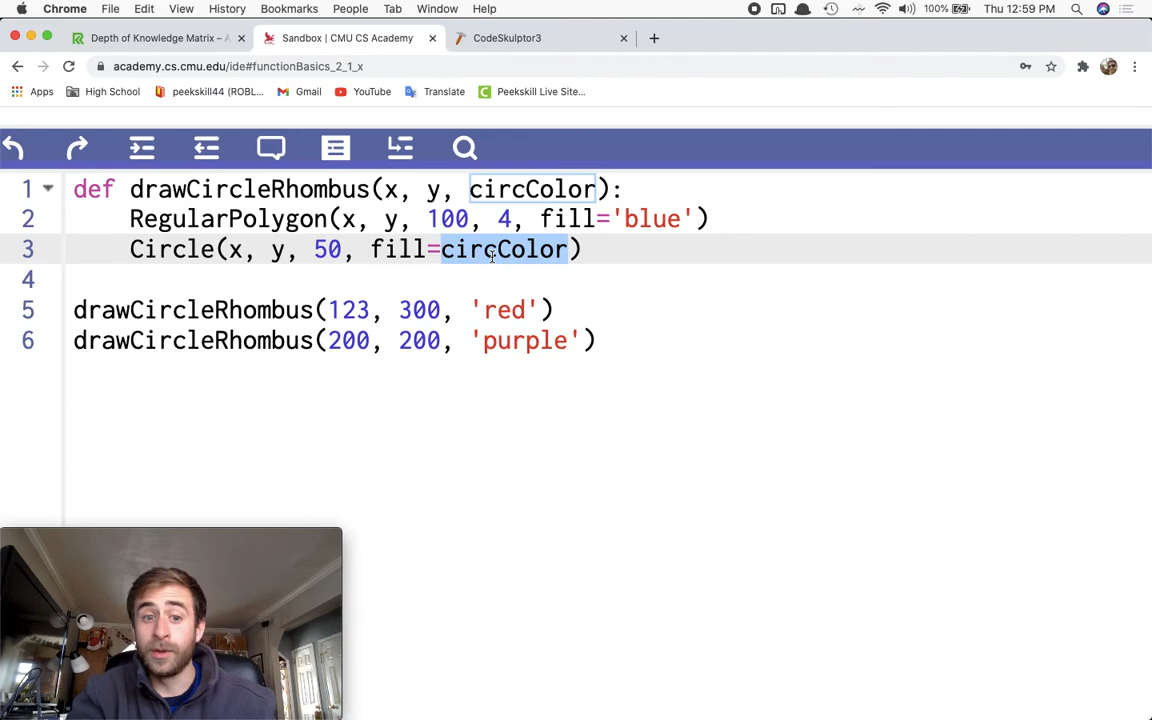 Chrome File Edit View History Bookmarks People Tab Window Help 100% Thu 12:59 PM
Depth of Knowledge Matrix – A Sandbox | CMU CS Academy CodeSkulptor3
academy.cs.cmu.edu/ide#functionBasics_2_1_x
Apps High School peekskill44 (ROBL... Gmail YouTube Translate Peekskill Live Site...
1 def drawCircleRhombus(x, y, circColor):
2 RegularPolygon(x, y, 100, 4, fill='blue')
3 Circle(x, y, 50, fill=circColor)
4
5 drawCircleRhombus(123, 300, 'red')
6 drawCircleRhombus(200, 200, 'purple')